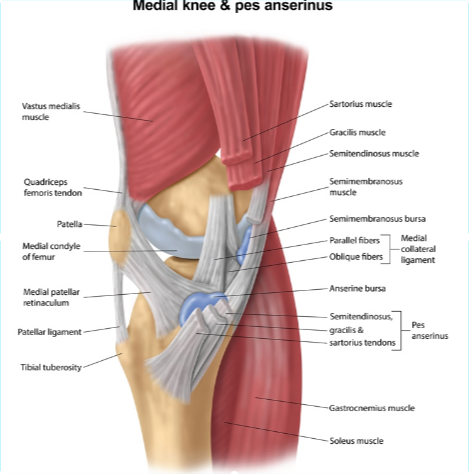 Medial knee & pes anserinus
Vastus medialis
muscle
Quadriceps
femoris tendon
Patella
Medial condyle
of femur
Medial patellar
retinaculum
Patellar ligament
Tibial tuberosity
Sartorius muscle
Gracilis muscle
Semitendinosus muscle
Semimembranosus
muscle
Semimembranosus bursa
Parallel fibers
Oblique fibers
Medial
collateral
ligament
Anserine bursa
Semitendinosus,
gracilis &
sartorius tendons
Pes
anserinus
Gastrocnemius muscle
Soleus muscle